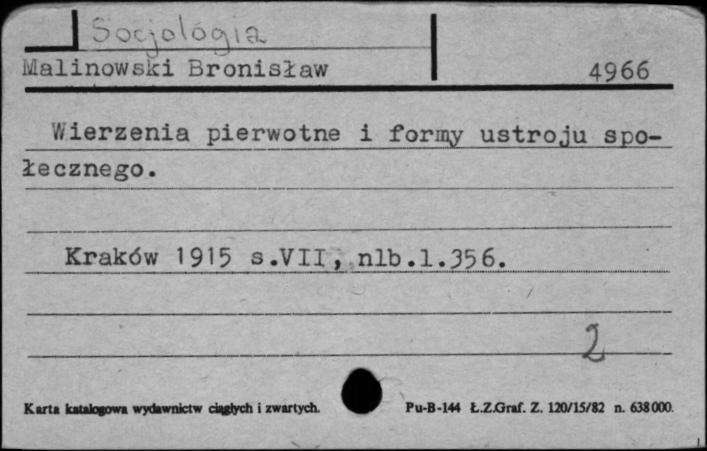 Socjologia
Malinowski Bronisław 4966
Wierzenia pierwotne i formy ustroju spo-
łecznego.
Kraków 1915 s.VII, nlb.l.356.
2
Karta katalogowa wydawnictw ciągłych i zwartych. Pu-B-144 Ł.Z.Graf. Z. 120/15/82 n. 638000.